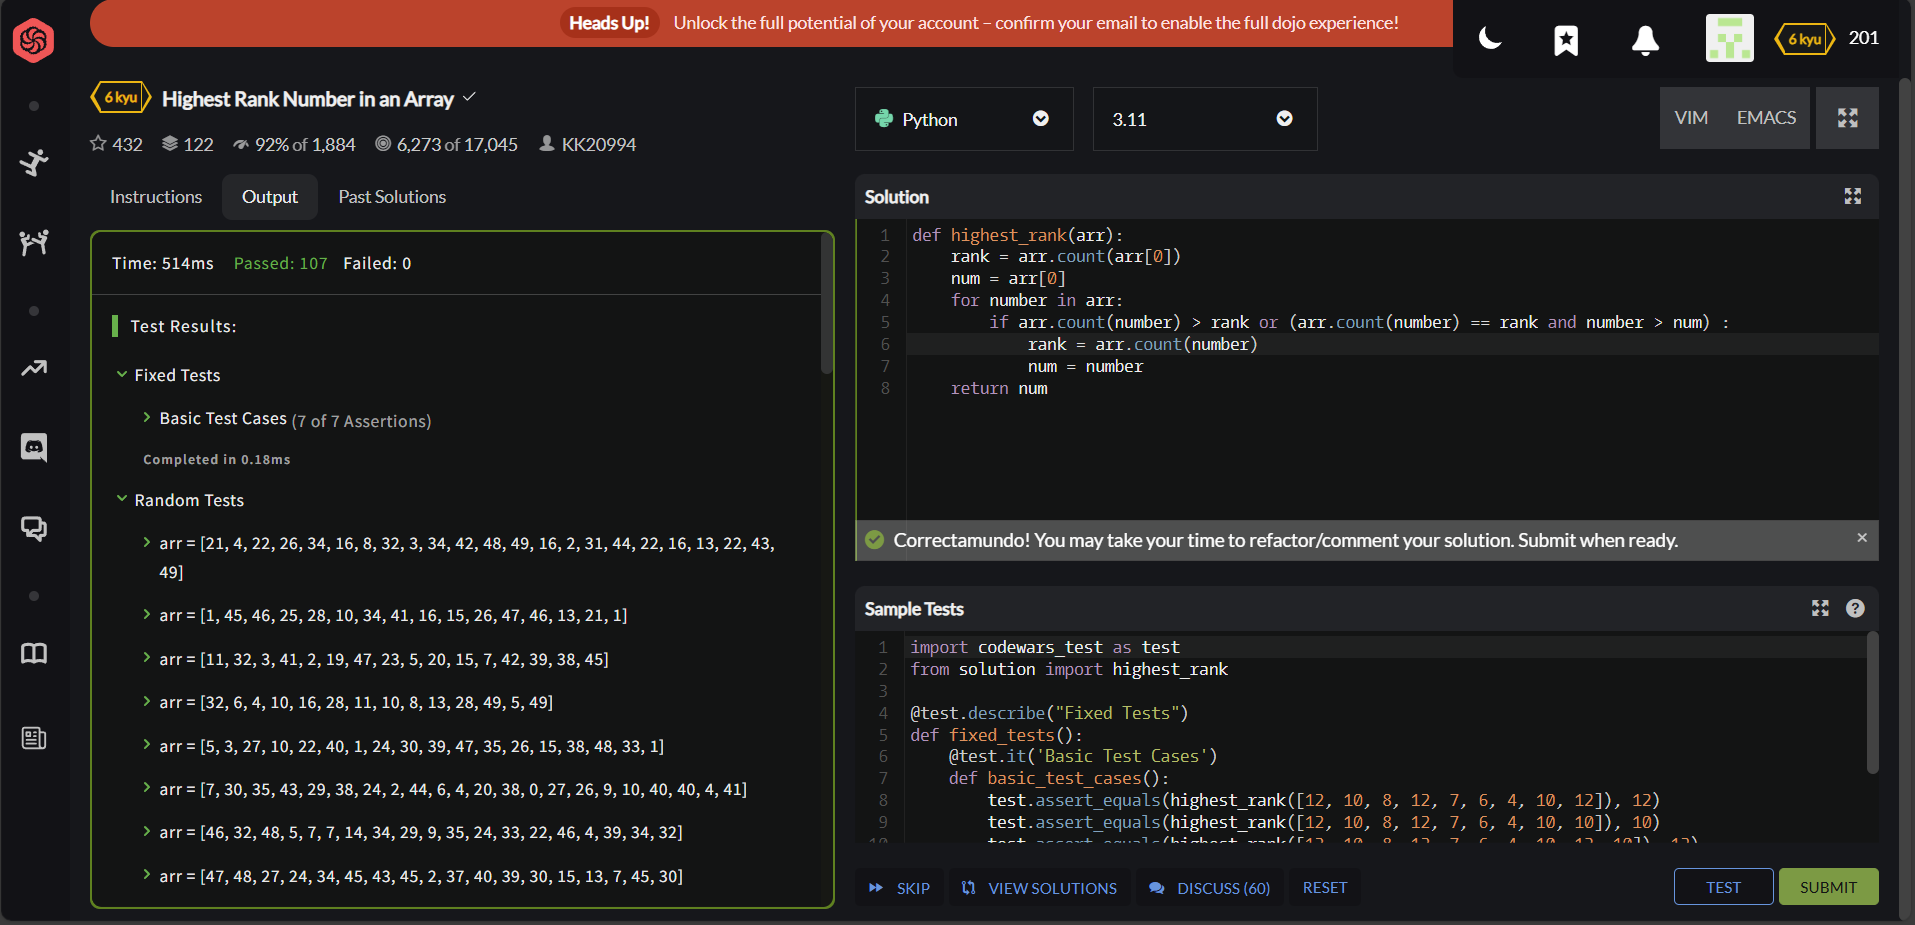 Heads Up! Unlock the full potential of your account – confirm your email to enable the full dojo experience!
6 kyu 201
6 kyu Highest Rank Number in an Array
432 122 92% of 1,884 6,273 of 17,045 KK20994
Instructions Output Past Solutions
Time: 514ms Passed: 107 Failed: 0
Test Results:
Fixed Tests
Basic Test Cases (7 of 7 Assertions)
Completed in 0.18ms
Random Tests
arr = [21, 4, 22, 26, 34, 16, 8, 32, 3, 34, 42, 48, 49, 16, 2, 31, 44, 22, 16, 13, 22, 43,
49]
arr = [1, 45, 46, 25, 28, 10, 34, 41, 16, 15, 26, 47, 46, 13, 21, 1]
arr = [11, 32, 3, 41, 2, 19, 47, 23, 5, 20, 15, 7, 42, 39, 38, 45]
arr = [32, 6, 4, 10, 16, 28, 11, 10, 8, 13, 28, 49, 5, 49]
arr = [5, 3, 27, 10, 22, 40, 1, 24, 30, 39, 47, 35, 26, 15, 38, 48, 33, 1]
arr = [7, 30, 35, 43, 29, 38, 24, 2, 44, 6, 4, 20, 38, 0, 27, 26, 9, 10, 40, 40, 4, 41]
arr = [46, 32, 48, 5, 7, 7, 14, 34, 29, 9, 35, 24, 33, 22, 46, 4, 39, 34, 32]
arr = [47, 48, 27, 24, 34, 45, 43, 45, 2, 37, 40, 39, 30, 15, 13, 7, 45, 30]
Python 3.11 VIM EMACS
Solution
1 def highest_rank(arr):
2 rank = arr.count(arr[0])
3 num = arr[0]
4 for number in arr:
5 if arr.count(number) > rank or (arr.count(number) == rank and number > num) :
6 rank = arr.count(number)
7 num = number
8 return num
Correctamundo! You may take your time to refactor/comment your solution. Submit when ready. ×
Sample Tests ?
1 import codewars_test as test
2 from solution import highest_rank
3
4 @test.describe("Fixed Tests")
5 def fixed_tests():
6 @test.it('Basic Test Cases')
7 def basic_test_cases():
8 test.assert_equals(highest_rank([12, 10, 8, 12, 7, 6, 4, 10, 12]), 12)
9 test.assert_equals(highest_rank([12, 10, 8, 12, 7, 6, 4, 10, 10]), 10)
SKIP VIEW SOLUTIONS DISCUSS (60) RESET TEST SUBMIT